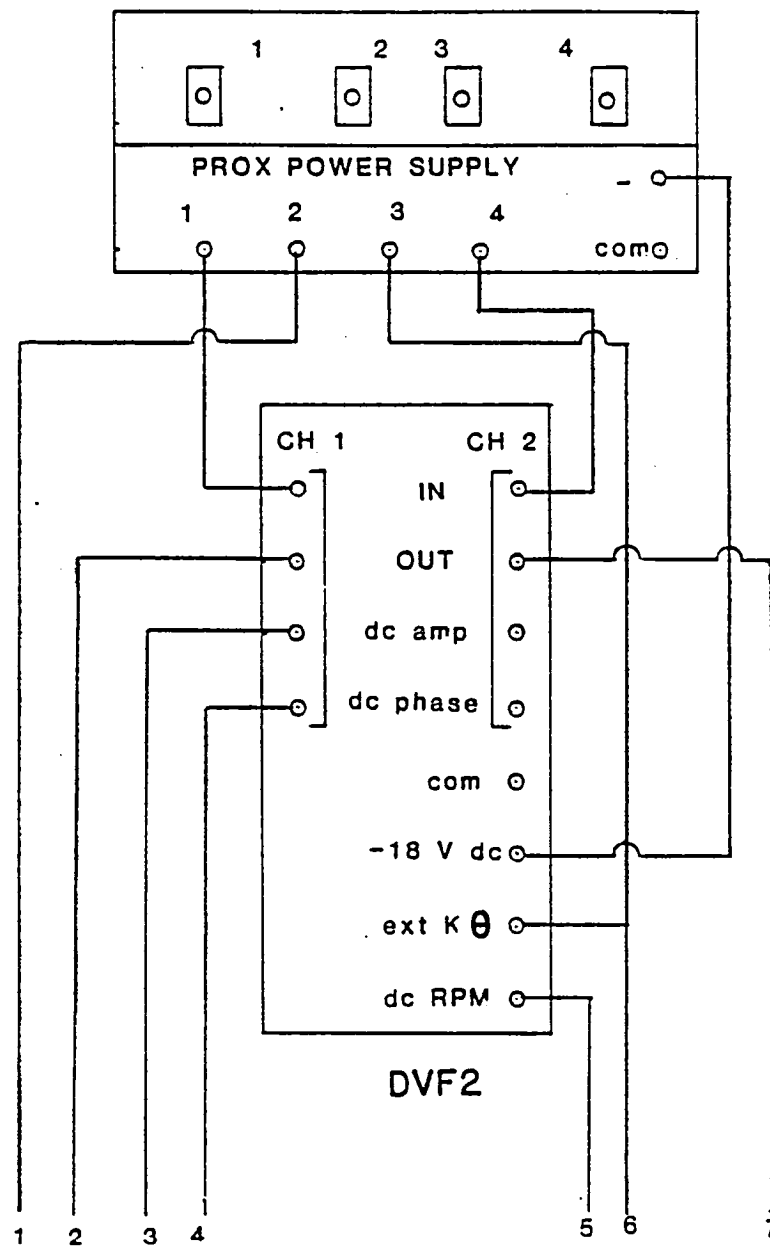 1 2 3 4
PROX POWER SUPPLY
-
1 2 3 4
com
CH 1 CH 2
IN
OUT
dc amp
dc phase
com
-18 V dc
ext K θ
dc RPM
DVF2
1 2 3 4 5 6 7